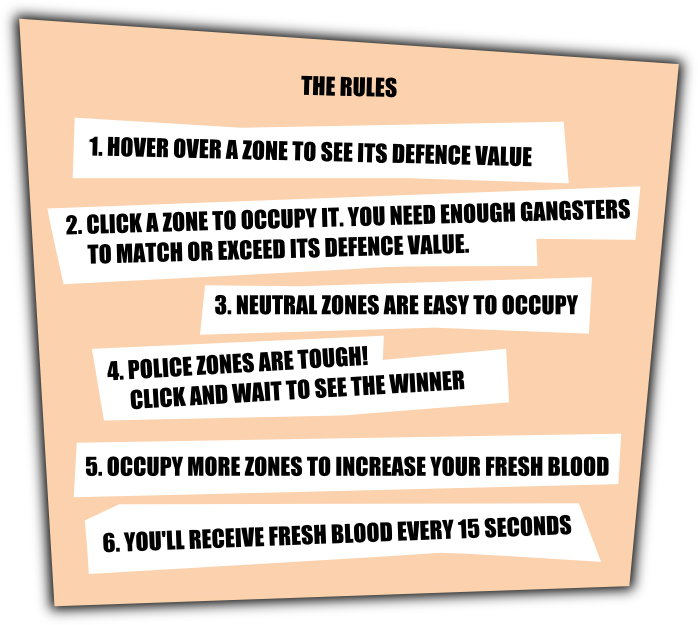 THE RULES
1. HOVER OVER A ZONE TO SEE ITS DEFENCE VALUE
2. CLICK A ZONE TO OCCUPY IT. YOU NEED ENOUGH GANGSTERS
TO MATCH OR EXCEED ITS DEFENCE VALUE.
3. NEUTRAL ZONES ARE EASY TO OCCUPY
4. POLICE ZONES ARE TOUGH!
CLICK AND WAIT TO SEE THE WINNER
5. OCCUPY MORE ZONES TO INCREASE YOUR FRESH BLOOD
6. YOU'LL RECEIVE FRESH BLOOD EVERY 15 SECONDS